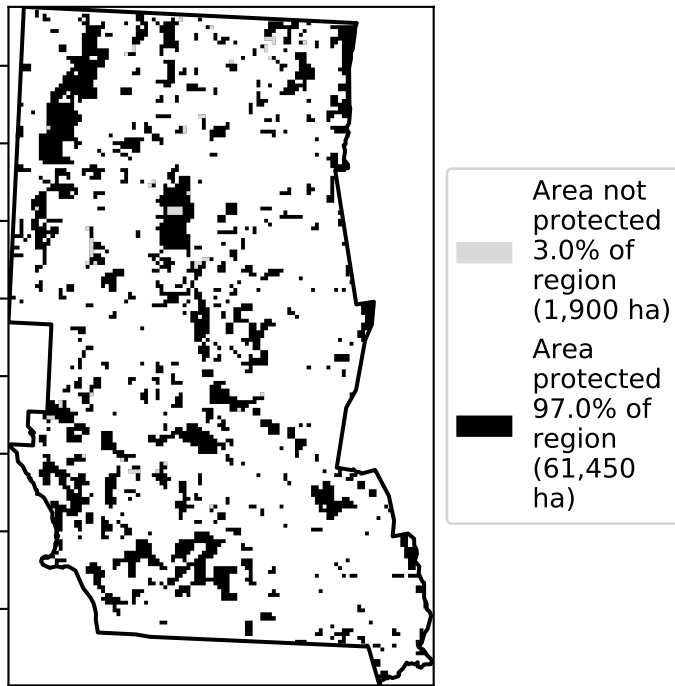 Area not
protected
3.0% of
region
(1,900 ha)
Area
protected
97.0% of
region
(61,450
ha)